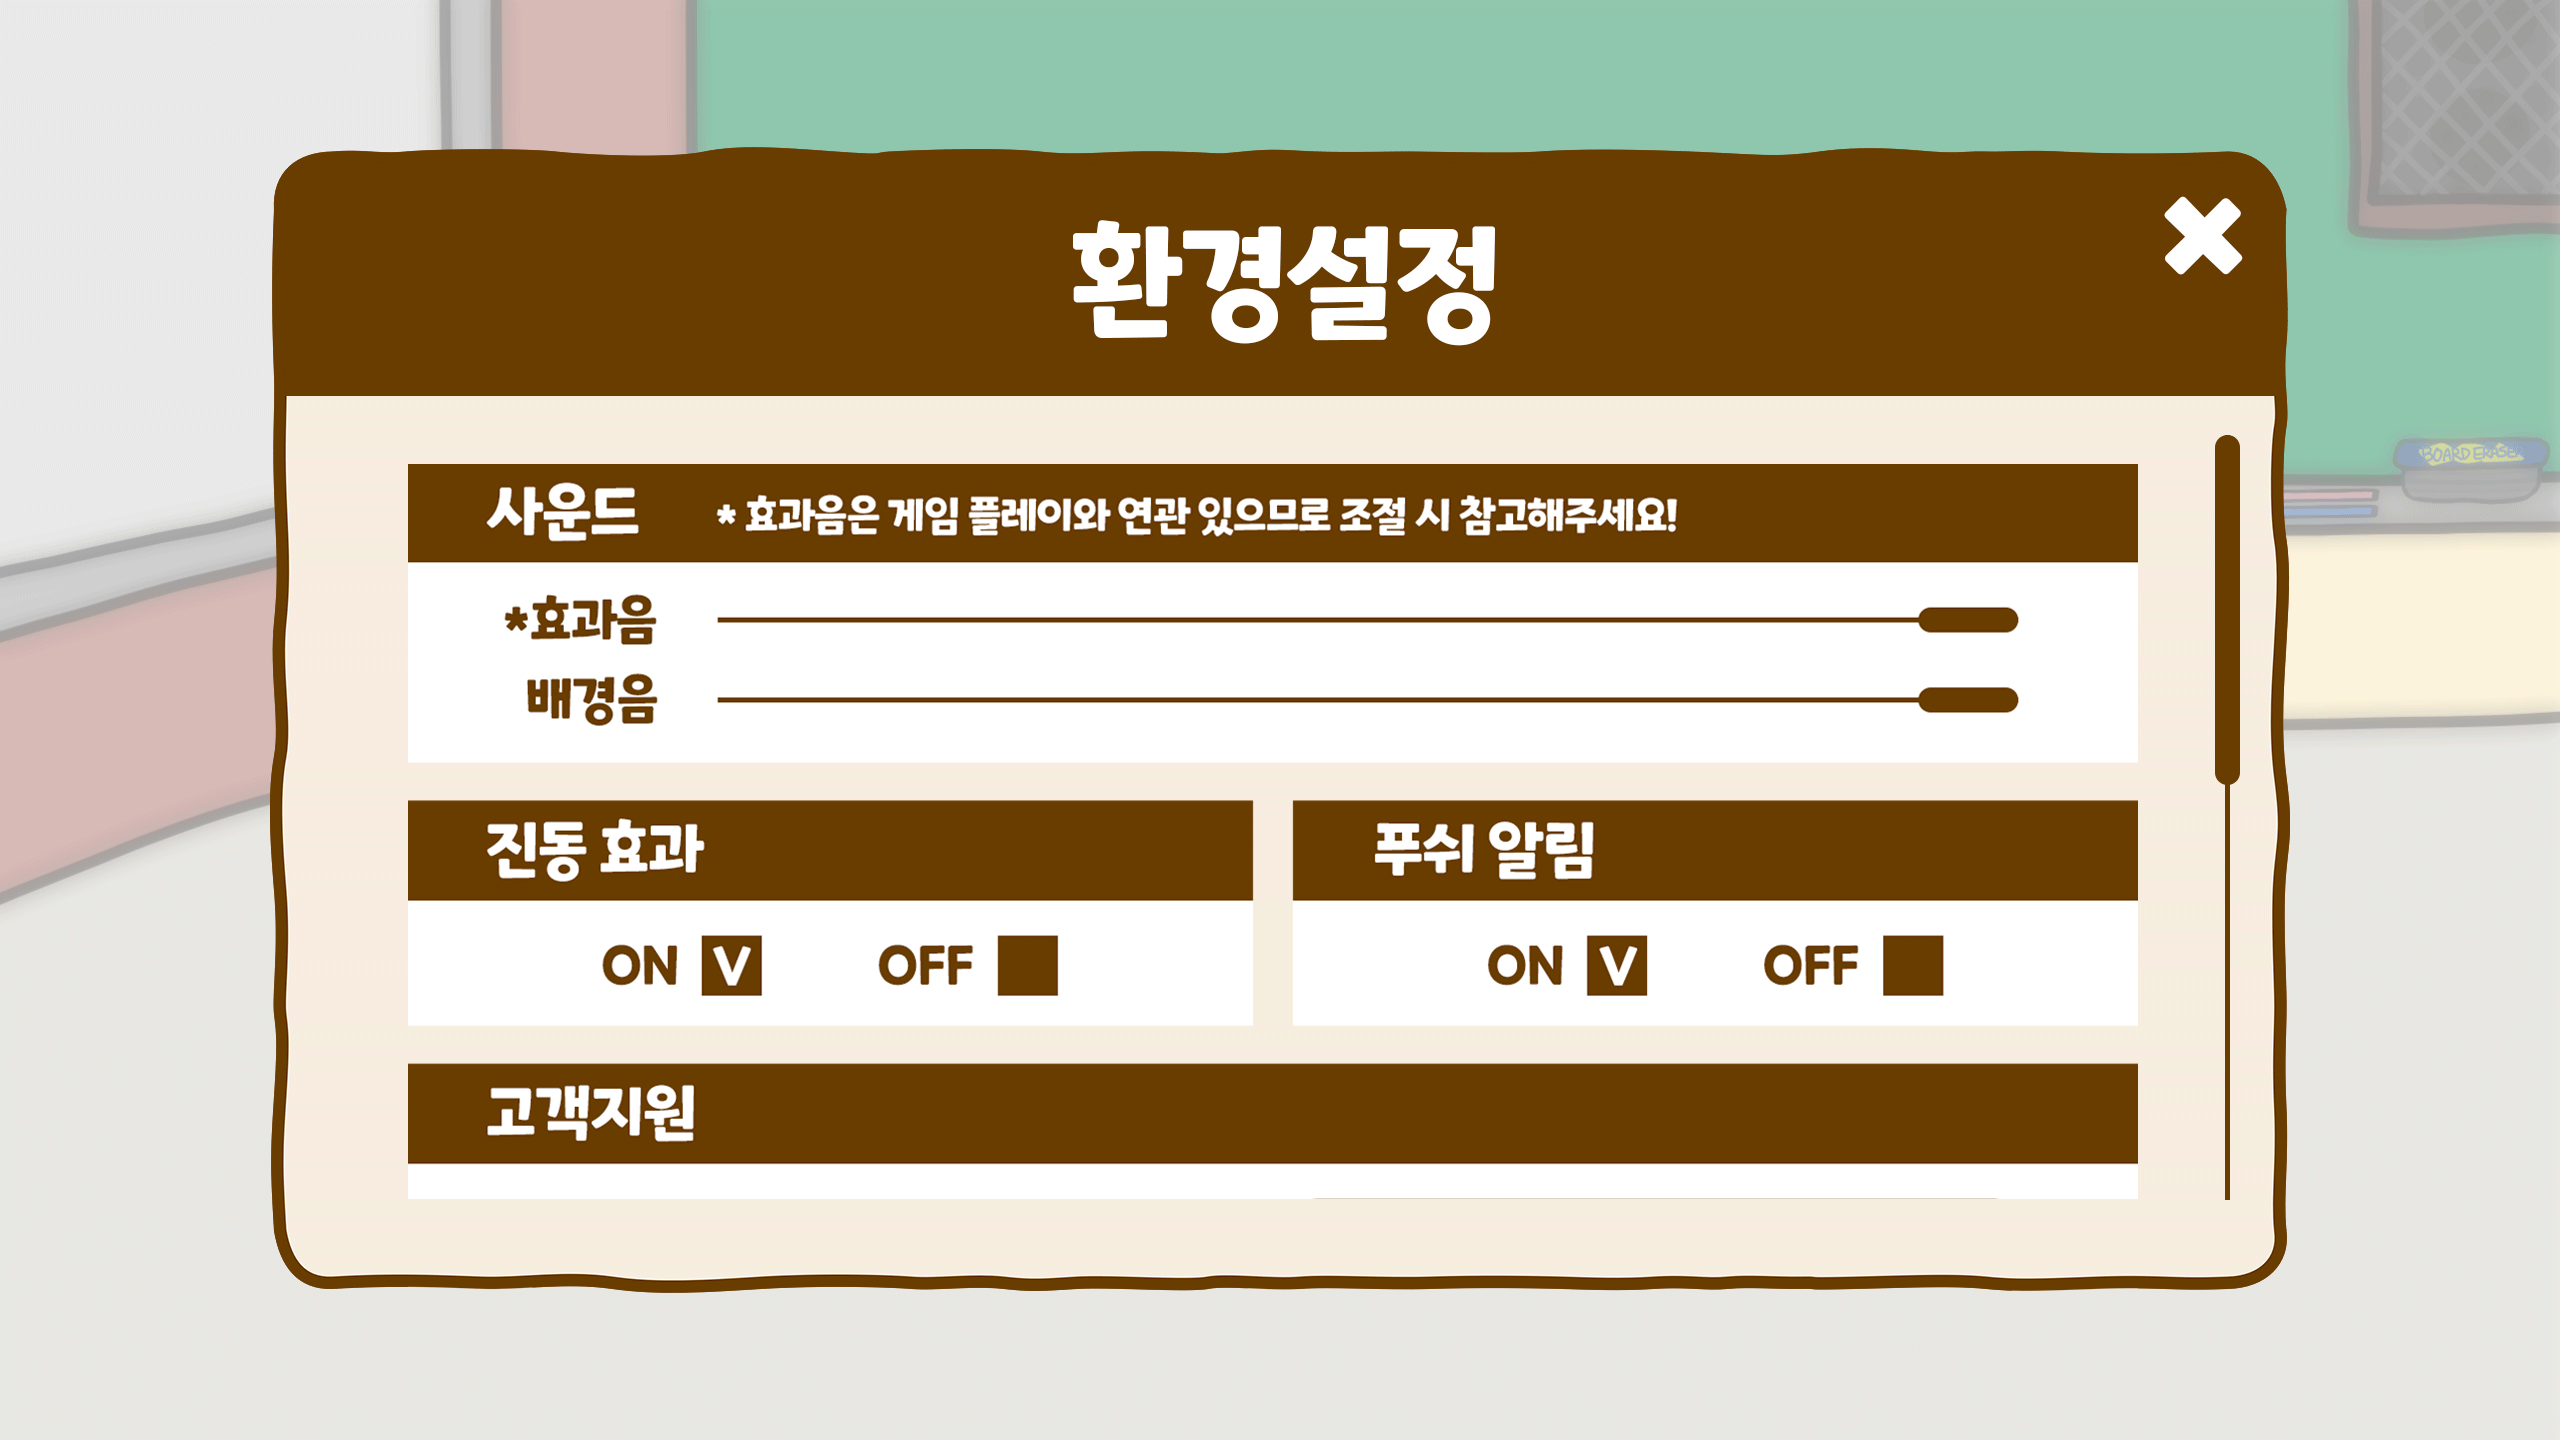 환경설정
사운드 * 효과음은 게임 플레이와 연관 있으므로 조절 시 참고해주세요!
*효과음
배경음
진동 효과
푸쉬 알림
ON V OFF
ON V OFF
고객지원
BOARD ERASER